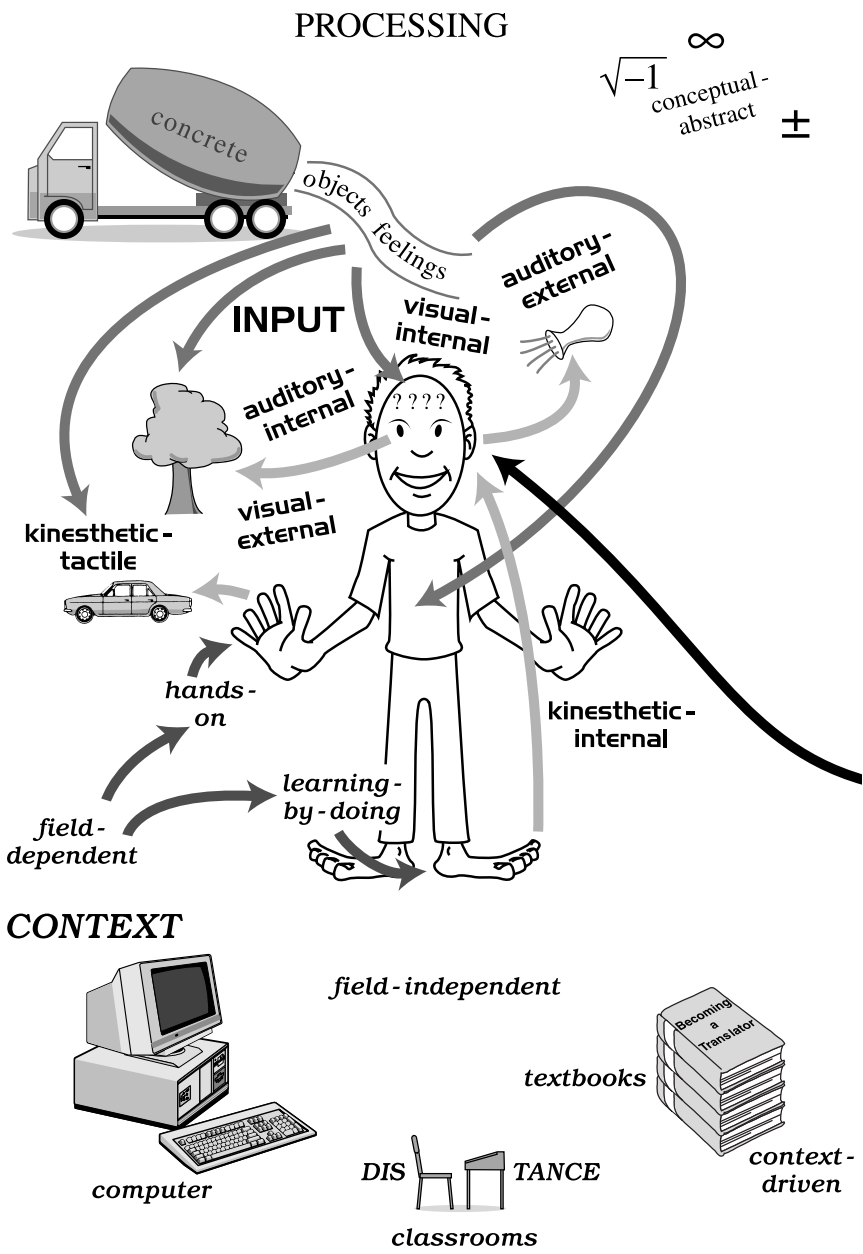 PROCESSING
∞
√−1
conceptual-
abstract
±
concrete
objects
feelings
auditory-
external
visual-
internal
INPUT
auditory-
internal
? ? ? ?
visual-
external
kinesthetic-
tactile
hands-
on
kinesthetic-
internal
learning-
by-doing
field-
dependent
CONTEXT
field-independent
Becoming
a
Translator
textbooks
context-
driven
DIS TANCE
computer
classrooms